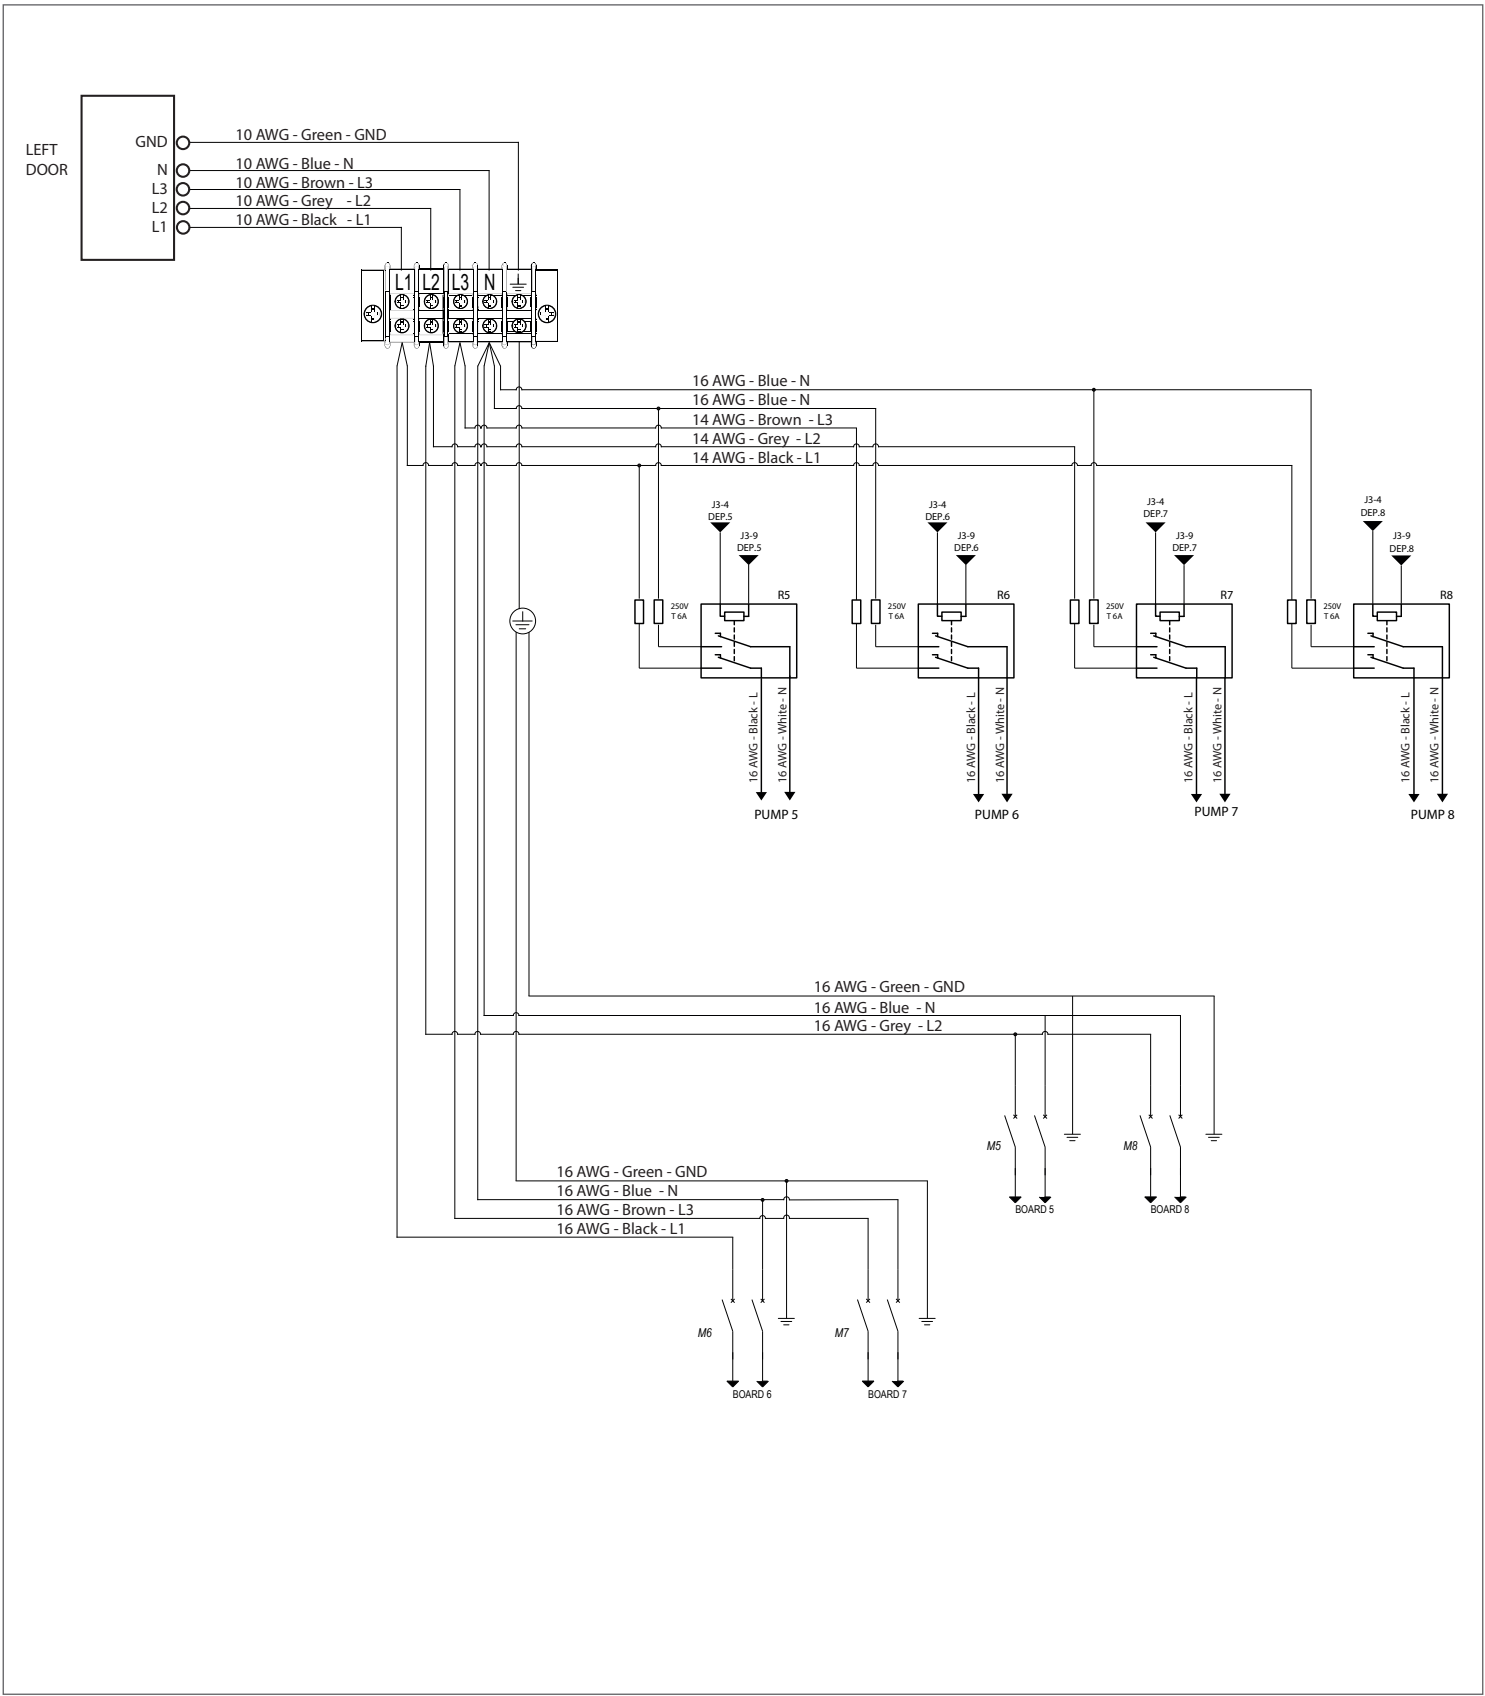 LEFT
DOOR
GND
N
L3
L2
L1
10 AWG - Green - GND
10 AWG - Blue - N
10 AWG - Brown - L3
10 AWG - Grey - L2
10 AWG - Black - L1
L1 L2 L3 N
16 AWG - Blue - N
16 AWG - Blue - N
14 AWG - Brown - L3
14 AWG - Grey - L2
14 AWG - Black - L1
J3-4
DEP.5
J3-9
DEP.5
R5
250V
T 6A
16 AWG - Black - L
16 AWG - White - N
PUMP 5
J3-4
DEP.6
J3-9
DEP.6
R6
250V
T 6A
16 AWG - Black - L
16 AWG - White - N
PUMP 6
J3-4
DEP.7
J3-9
DEP.7
R7
250V
T 6A
16 AWG - Black - L
16 AWG - White - N
PUMP 7
J3-4
DEP.8
J3-9
DEP.8
R8
250V
T 6A
16 AWG - Black - L
16 AWG - White - N
PUMP 8
16 AWG - Green - GND
16 AWG - Blue - N
16 AWG - Grey - L2
M5
M8
BOARD 5
BOARD 8
16 AWG - Green - GND
16 AWG - Blue - N
16 AWG - Brown - L3
16 AWG - Black - L1
M6
M7
BOARD 6
BOARD 7